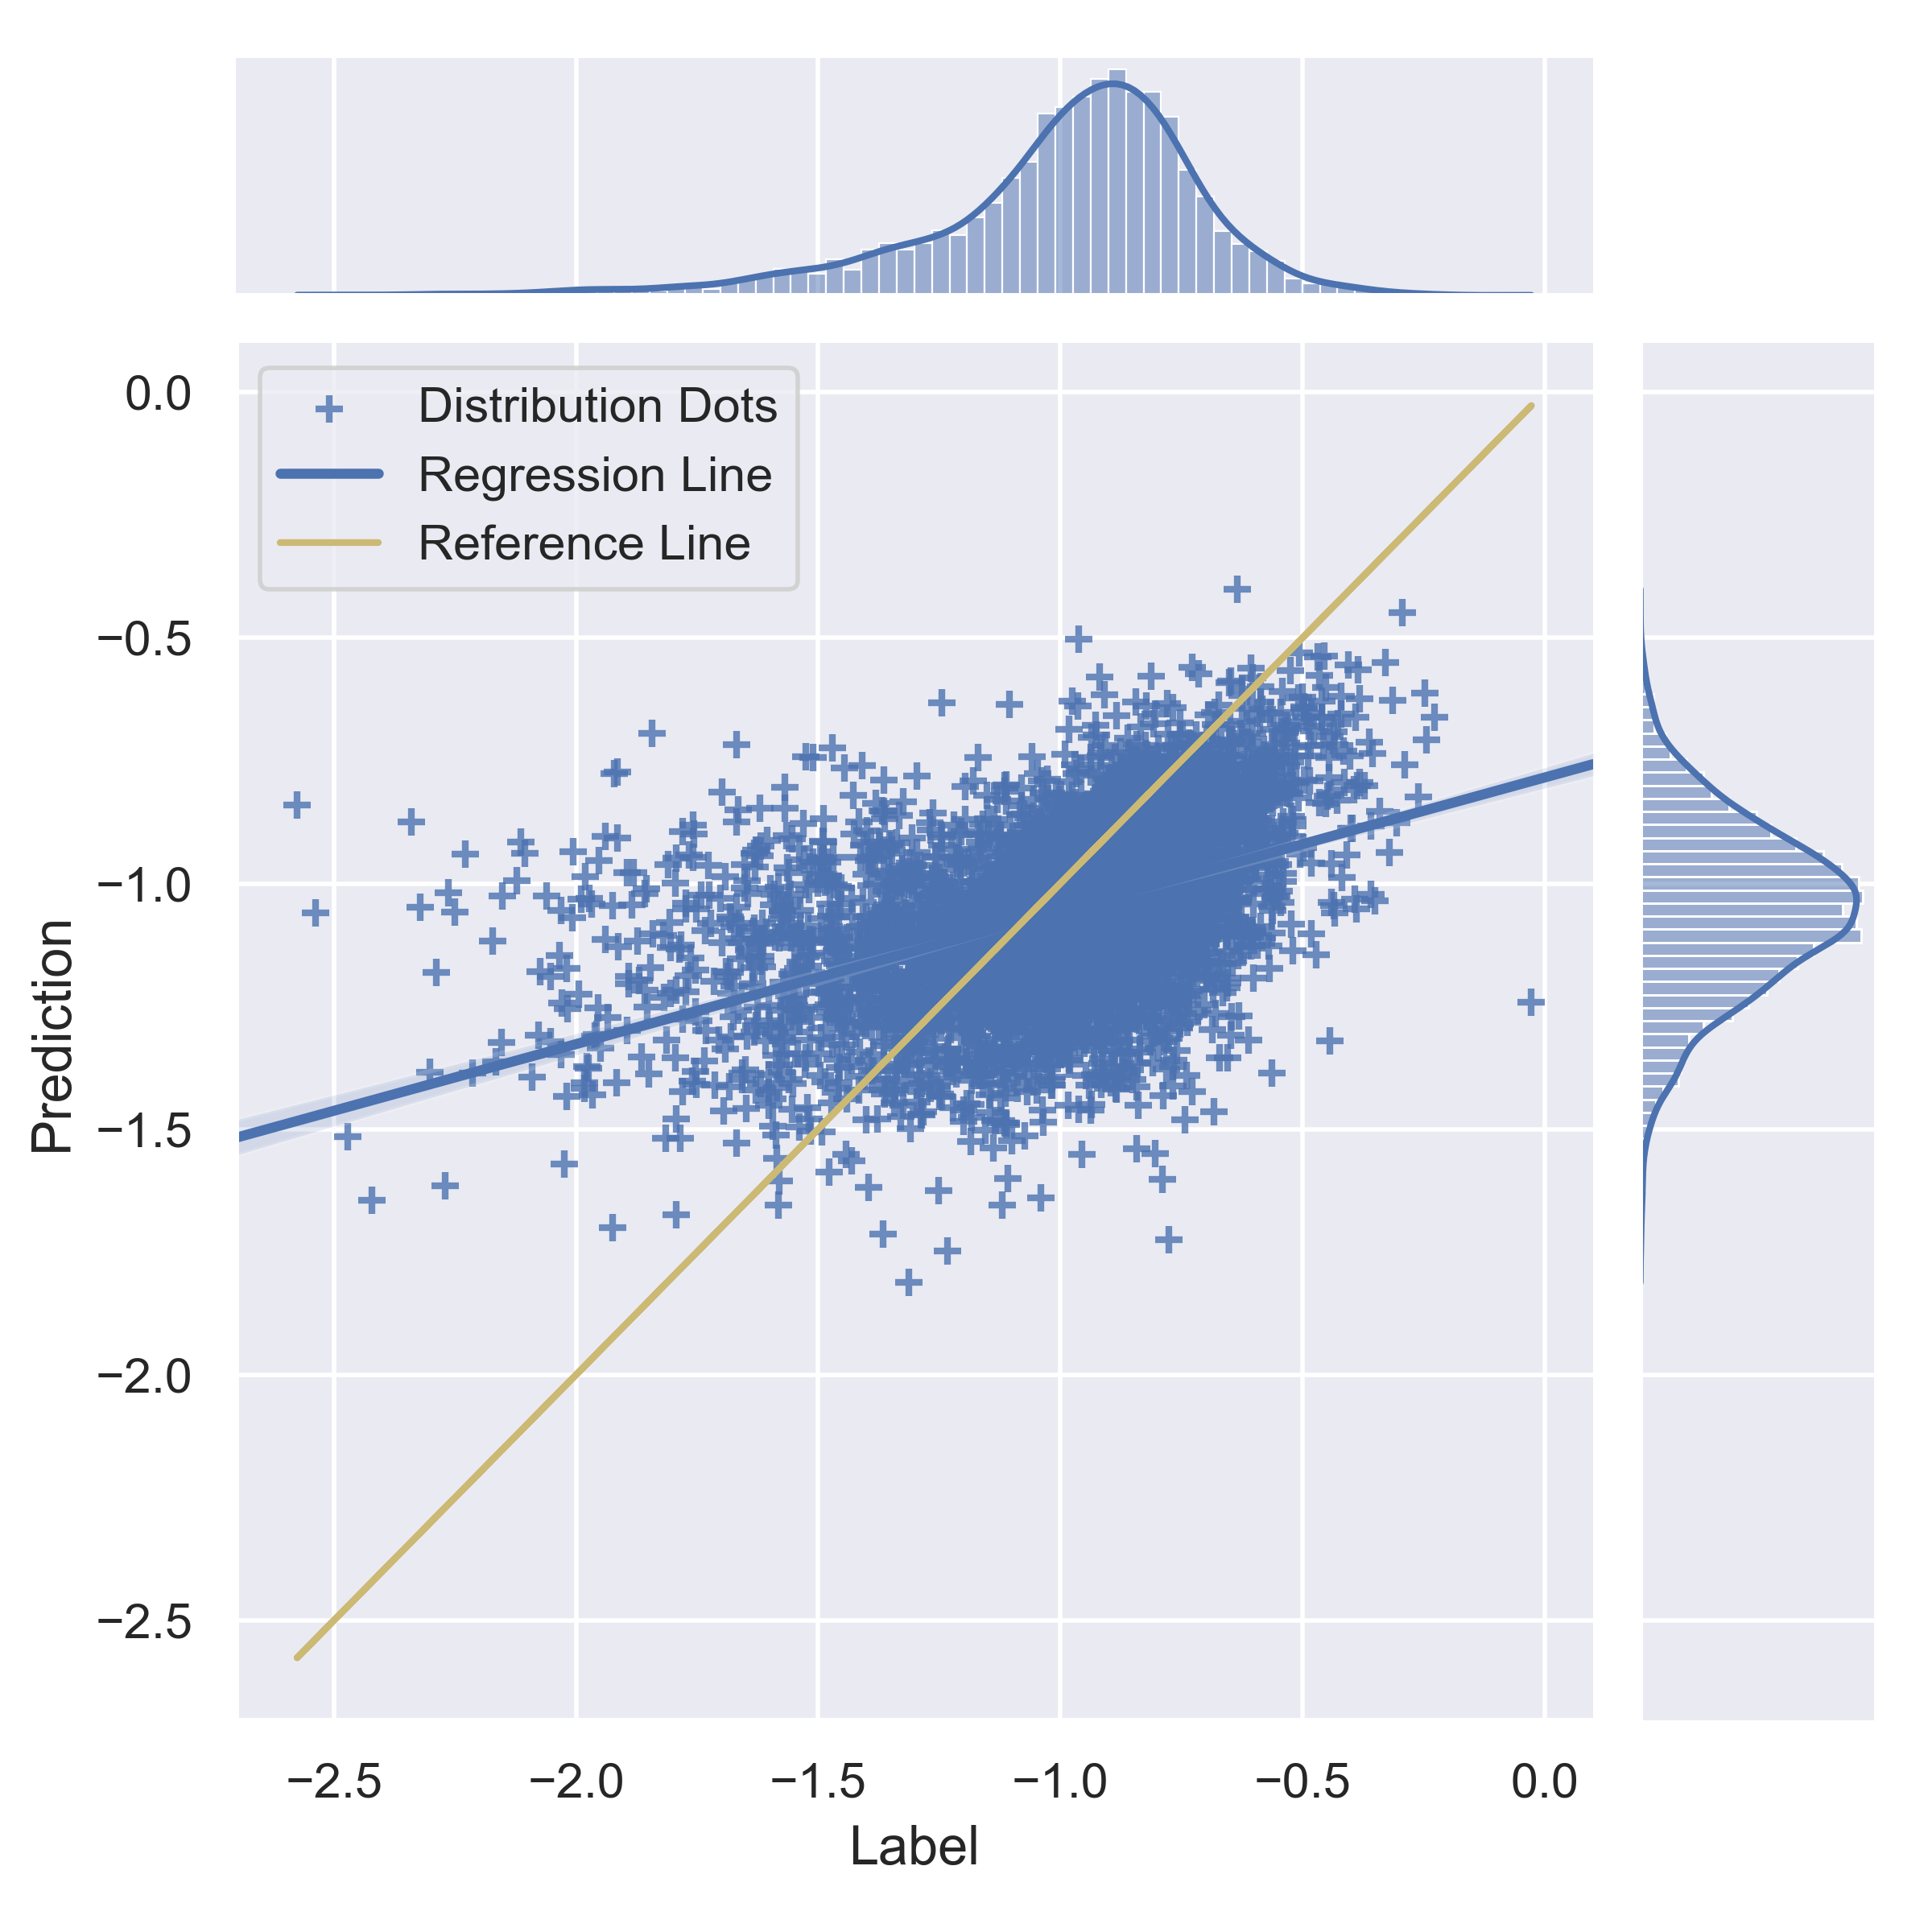 0.0
−0.5
−1.0
−1.5
−2.0
−2.5
Prediction
Distribution Dots
Regression Line
Reference Line
−2.5 −2.0 −1.5 −1.0 −0.5 0.0
Label